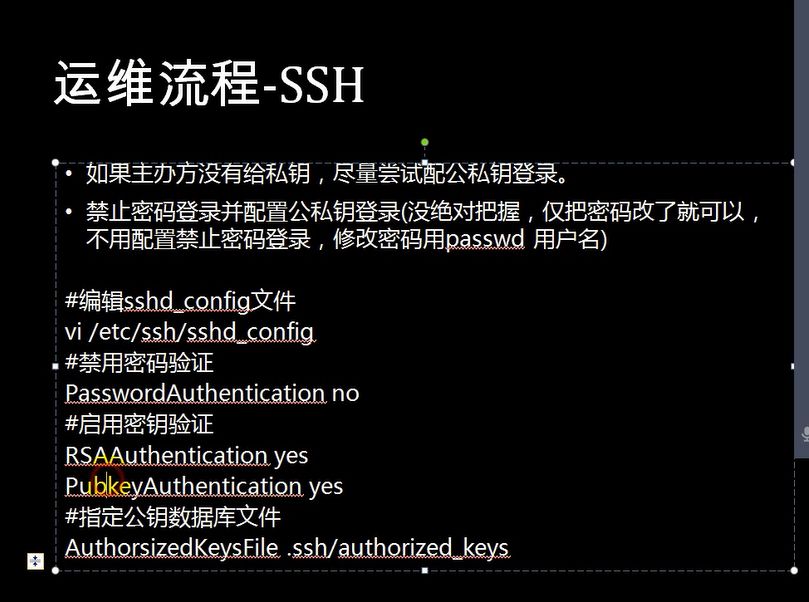 运维流程-SSH
• 如果主办方没有给私钥，尽量尝试配公私钥登录。
• 禁止密码登录并配置公私钥登录(没绝对把握，仅把密码改了就可以，
不用配置禁止密码登录，修改密码用passwd 用户名)
#编辑sshd_config文件
vi /etc/ssh/sshd_config
#禁用密码验证
PasswordAuthentication no
#启用密钥验证
RSAAuthentication yes
PubkeyAuthentication yes
#指定公钥数据库文件
AuthorsizedKeysFile .ssh/authorized_keys